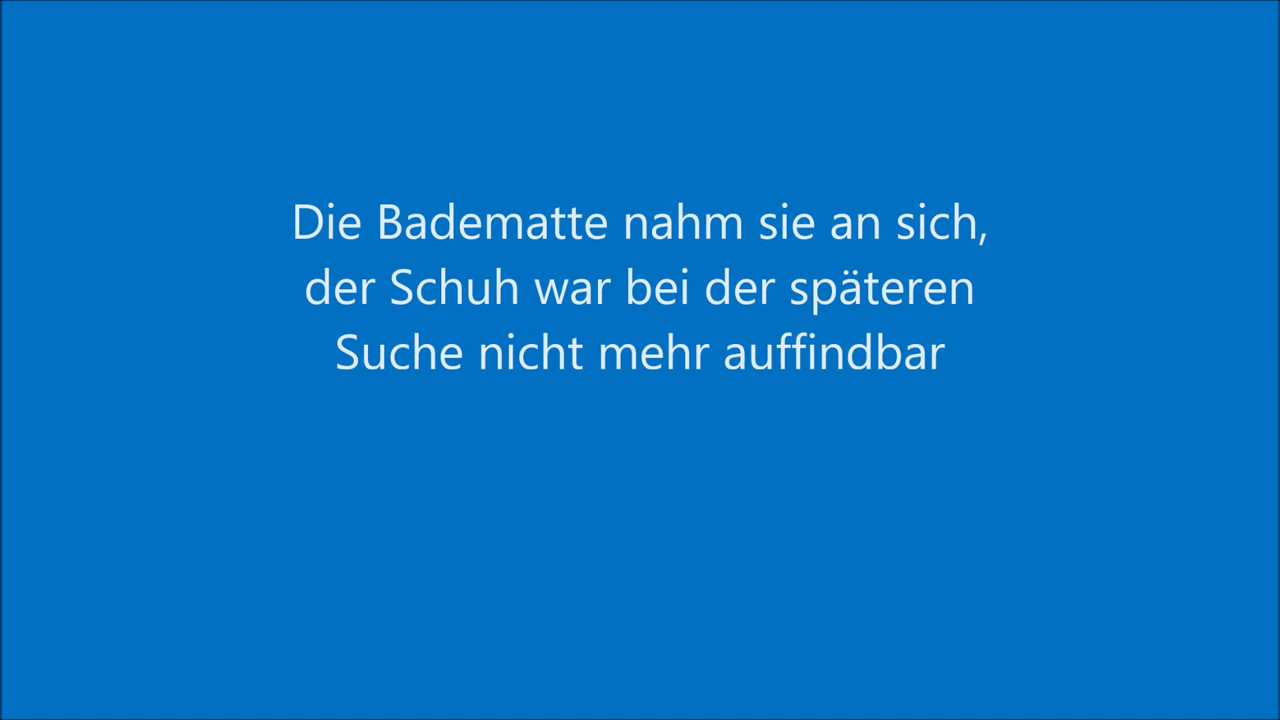 Die Badematte nahm sie an sich,
der Schuh war bei der späteren
Suche nicht mehr auffindbar